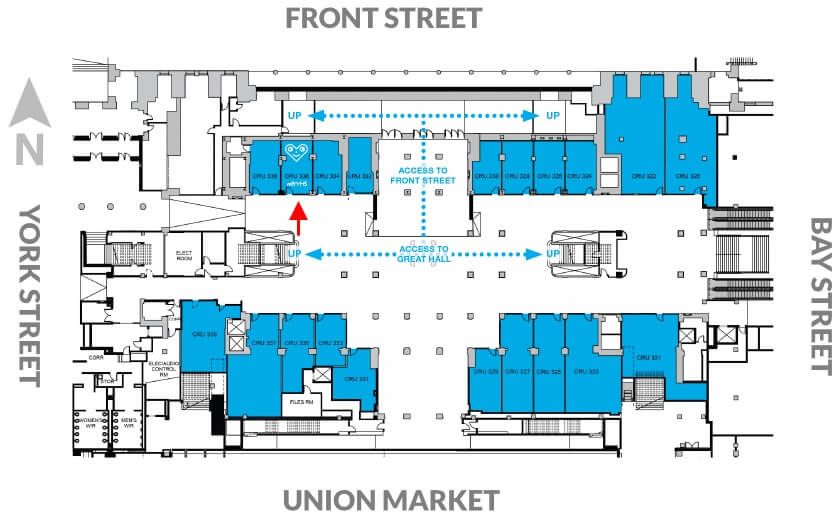 FRONT STREET
N
UP
UP
ACCESS TO
FRONT STREET
CRU 338
CRU 336
CRU 334
CRU 332
CRU 330
CRU 328
CRU 326
CRU 324
CRU 322
CRU 320
YORK STREET
BAY STREET
ELECT
ROOM
UP
ACCESS TO
GREAT HALL
UP
CRU 339
CRU 337
CRU 335
CRU 333
CRU 331
CRU 329
CRU 327
CRU 325
CRU 323
CRU 321
CORR
ELEC/AUDIO
CONTROL
RM
STOR
FILES RM
WOMEN'S
W/R
MEN'S
W/R
UNION MARKET